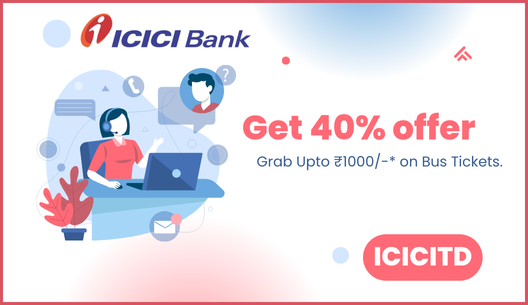 ICICI Bank
?
Get 40% offer
Grab Upto ₹1000/-* on Bus Tickets.
ICICITD